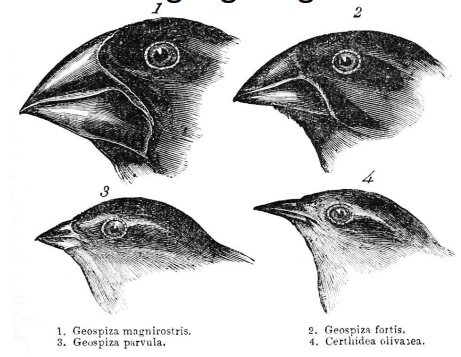 1
2
3
4
1. Geospiza magnirostris.
2. Geospiza fortis.
3. Geospiza parvula.
4. Certhidea olivasea.